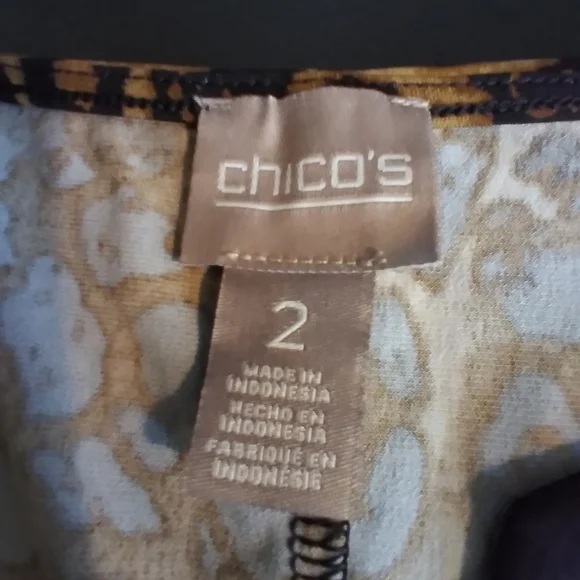 chico's
2
MADE IN
INDONESIA
HECHO EN
INDONESIA
FABRIQUÉ EN
INDONÉSIE